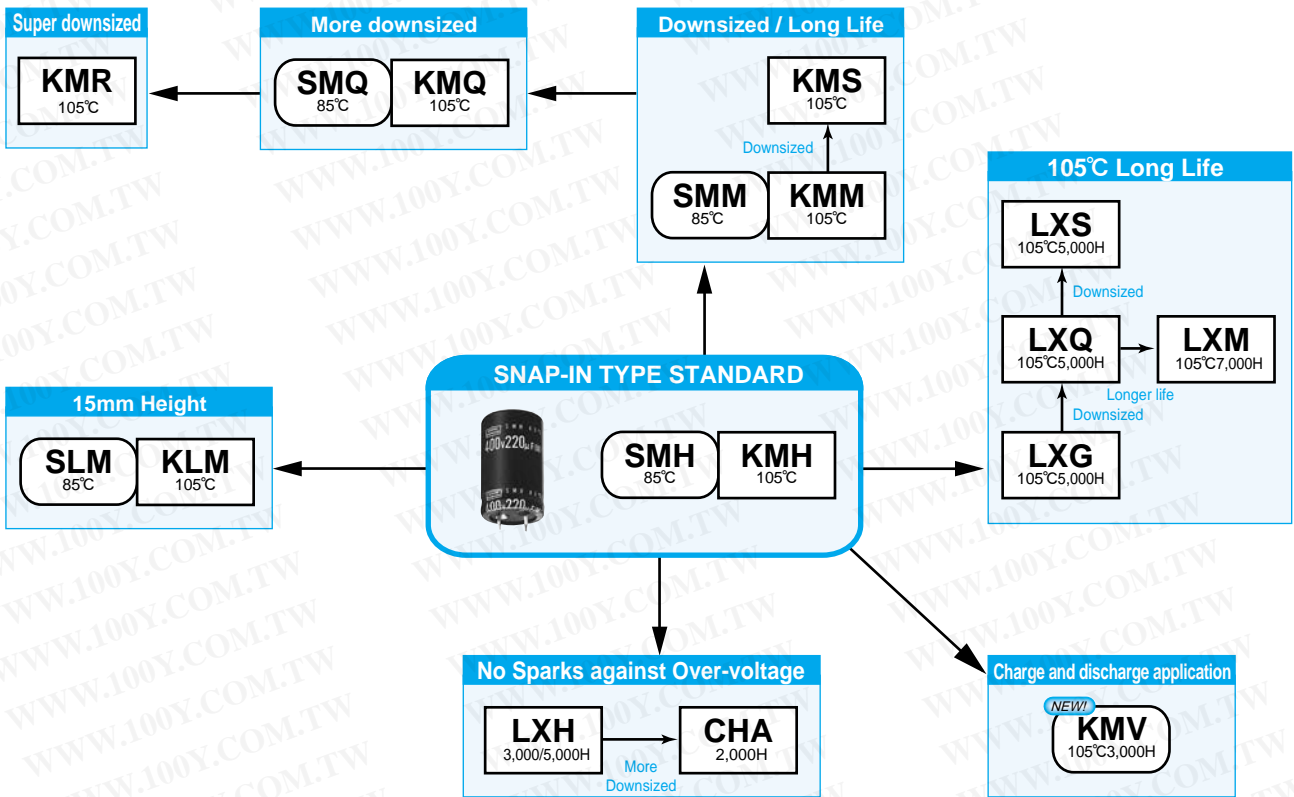 Super downsized
KMR
105℃
More downsized
SMQ
85℃
KMQ
105℃
Downsized / Long Life
KMS
105℃
Downsized
SMM
85℃
KMM
105℃
105℃ Long Life
LXS
105℃5,000H
Downsized
LXQ
105℃5,000H
LXM
105℃7,000H
Longer life
Downsized
LXG
105℃5,000H
15mm Height
SLM
85℃
KLM
105℃
SNAP-IN TYPE STANDARD
400V220µF
400V220µF
SMH
85℃
KMH
105℃
No Sparks against Over-voltage
LXH
3,000/5,000H
More
Downsized
CHA
2,000H
Charge and discharge application
NEW!
KMV
105℃3,000H
WWW.100Y.COM.TW